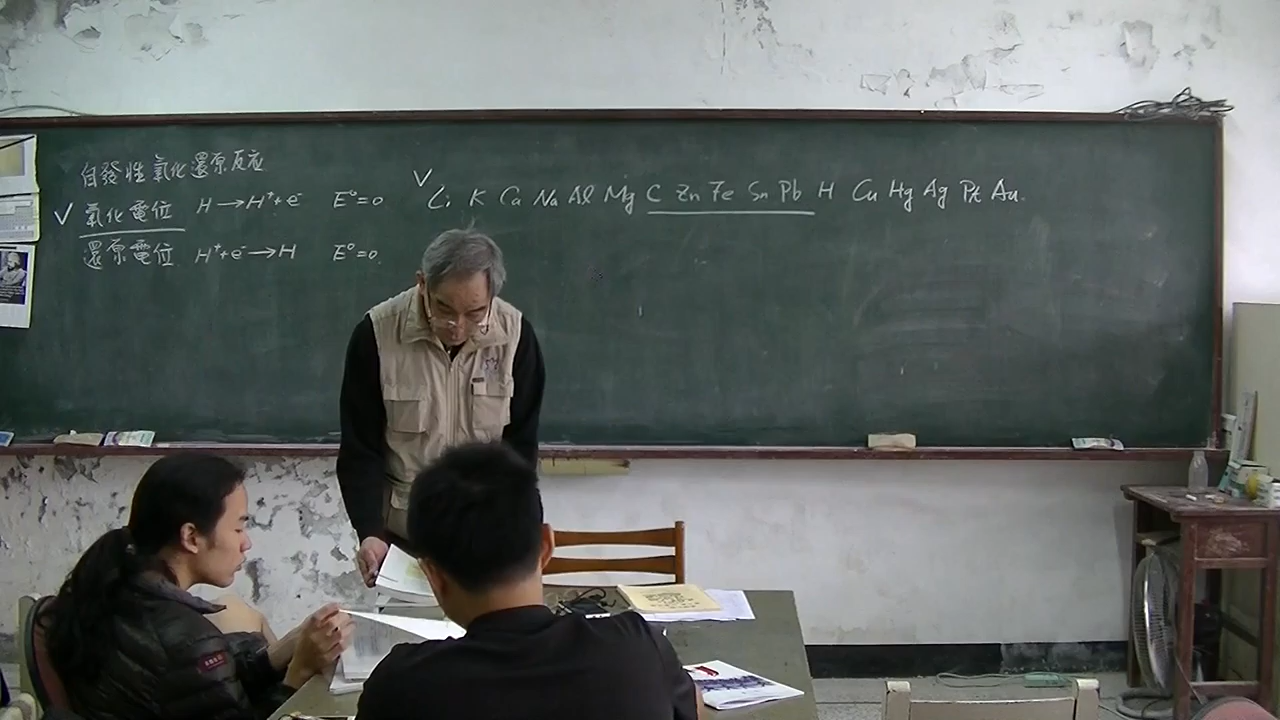 自發性氧化還原反应
氧化電位 H→H⁺+e⁻ E°=0
還原電位 H⁺+e⁻→H E°=0
Li K Ca Na Al Mg C Zn Fe Sn Pb H Cu Hg Ag Pt Au